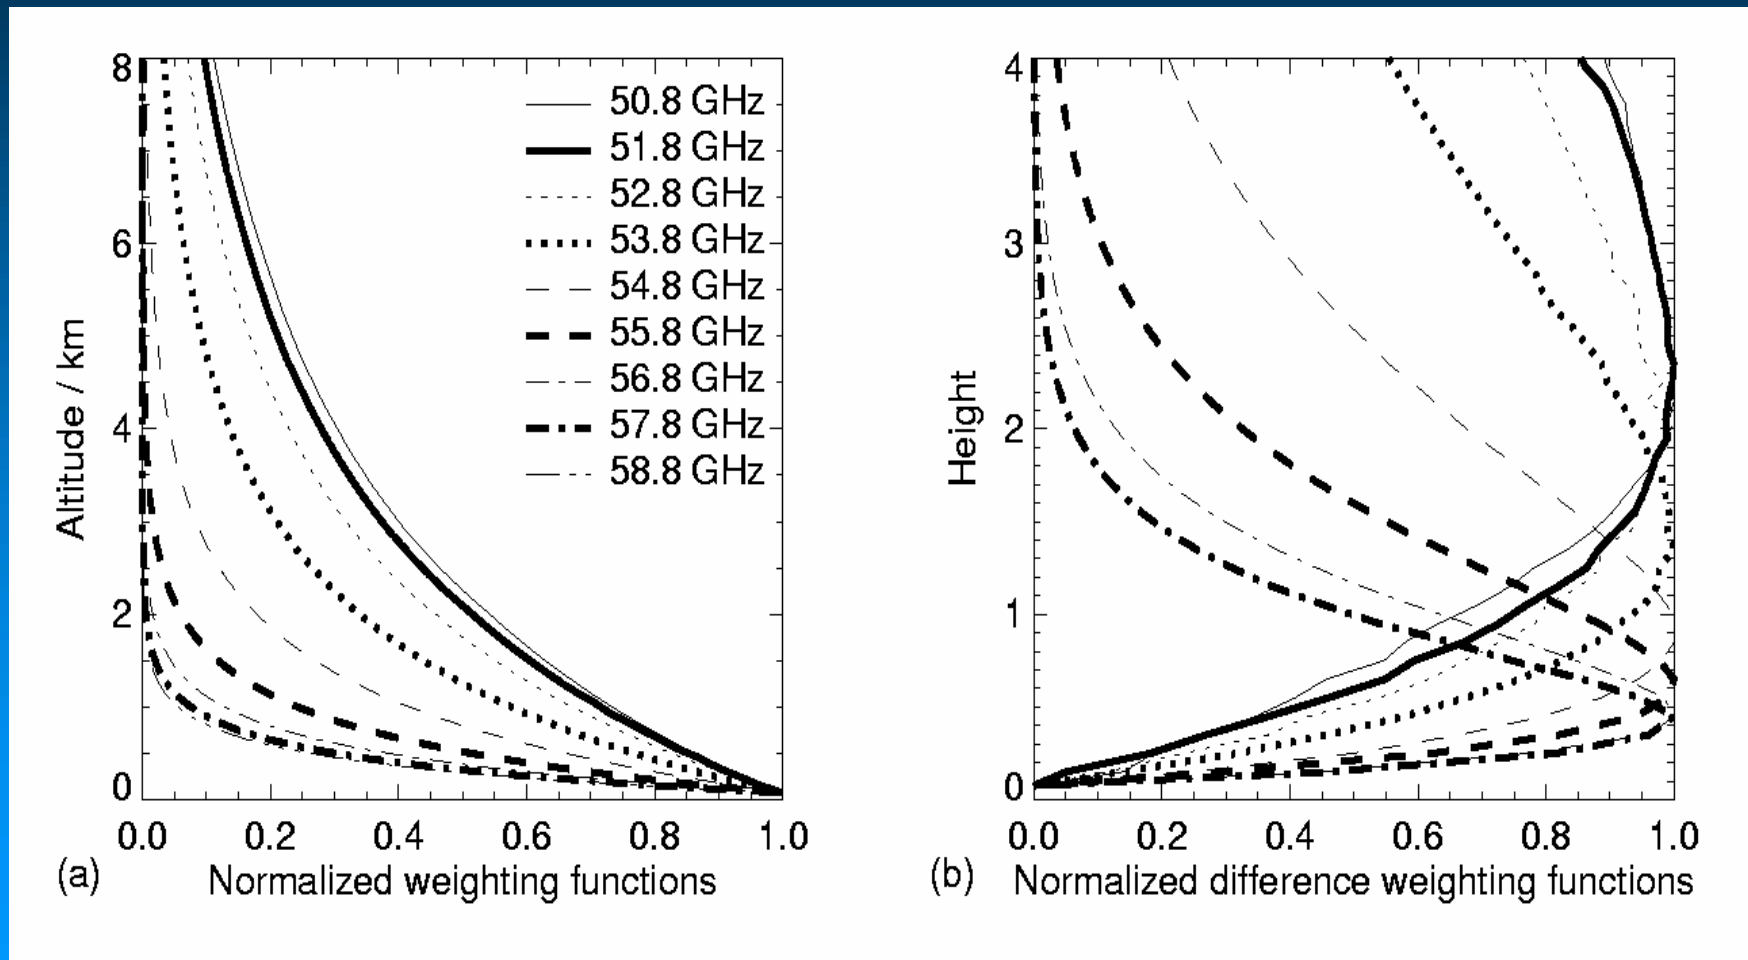 8
6
4
2
0
Altitude / km
50.8 GHz
51.8 GHz
52.8 GHz
53.8 GHz
54.8 GHz
55.8 GHz
56.8 GHz
57.8 GHz
58.8 GHz
0.0 0.2 0.4 0.6 0.8 1.0
(a) Normalized weighting functions
4
3
2
1
0
Height
0.0 0.2 0.4 0.6 0.8 1.0
(b) Normalized difference weighting functions